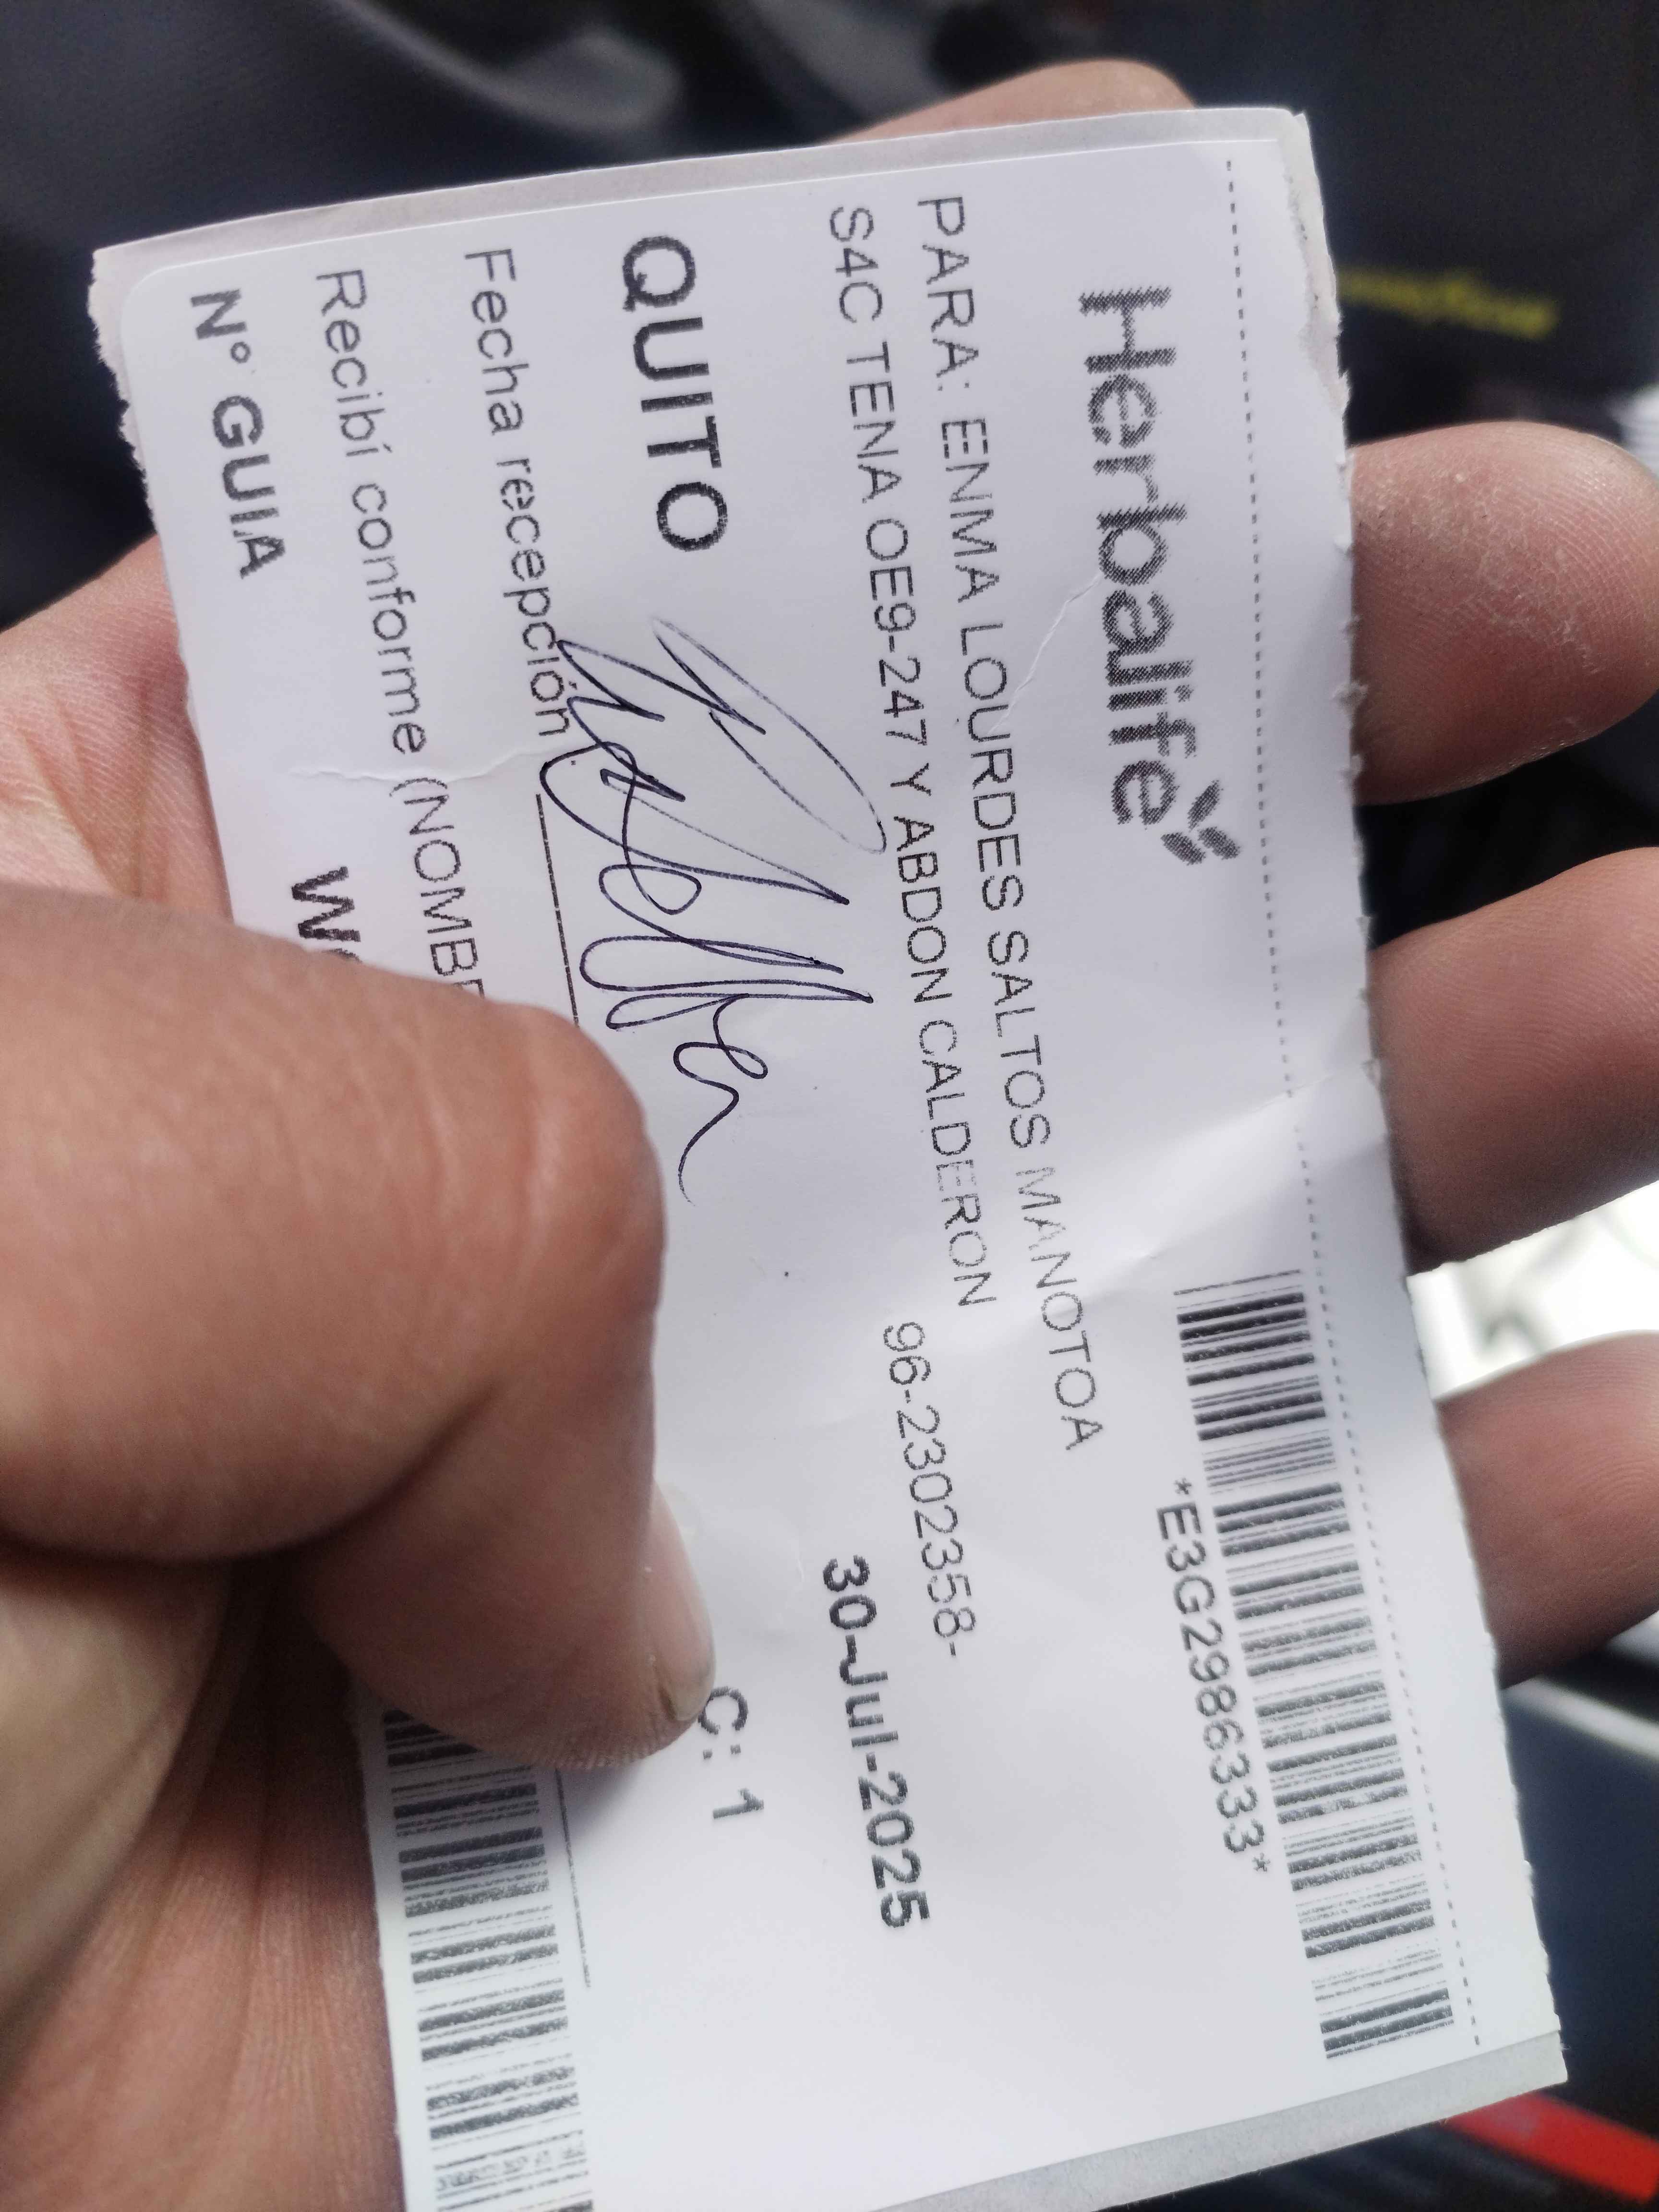 Herbalife
*E3G2986333*
PARA: ENMA LOURDES SALTOS MANOTOA
S4C TENA OE9-247 Y ABDON CALDERON 96-2302358-
30-Jul-2025
QUITO
C: 1
Fecha recepción
Recibí conforme (NOMB
N° GUIA